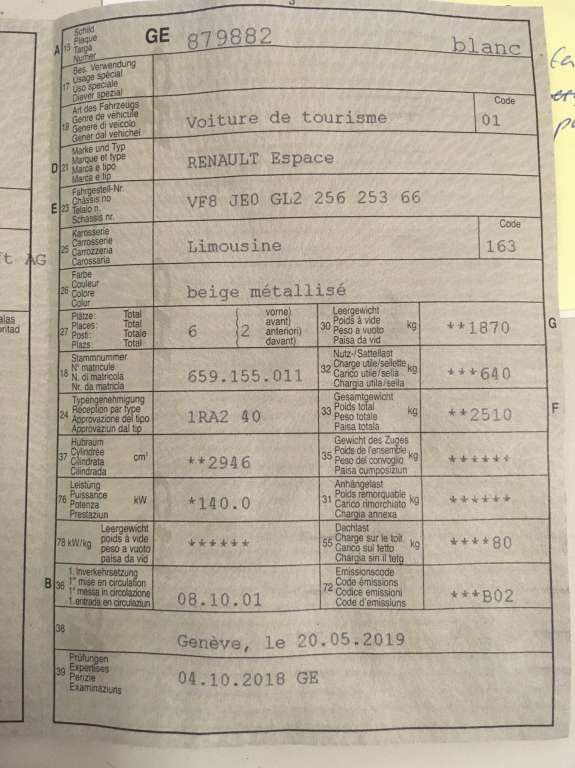 A 15 Schild Plaque Targa Numer GE 879882 blanc
17 Bes. Verwendung Usage spécial Uso speciale Diever spezial
19 Art des Fahrzeugs Genre de véhicule Genere di veicolo Gener dal vehichel Voiture de tourisme Code 01
D 21 Marke und Typ Marque et type Marca e tipo Marca e tip RENAULT Espace
E 23 Fahrgestell-Nr. Châssis no Telaio n. Schassis nr. VF8 JE0 GL2 256 253 66
25 Karosserie Carrosserie Carrozzeria Carossaria Limousine Code 163
26 Farbe Couleur Colore Colur beige métallisé
27 Plätze: Total Places: Total Posti: Totale Plazs: Total 6 (2 vorne) avant) anteriori) davant) 30 Leergewicht Poids à vide Peso a vuoto Paisa da vid kg **1870 G
18 Stammnummer N° matricule N. di matricola Nr. da matricla 659.155.011 32 Nutz-/Sattellast Charge utile/sellette Carico utile/sella Chargia utila/sella kg ***640
24 Typengenehmigung Réception par type Approvazione del tipo Approvaziun dal tip 1RA2 40 33 Gesamtgewicht Poids total Peso totale Paisa totala kg **2510 F
37 Hubraum Cylindrée Cilindrata Cilindrada cm³ **2946 35 Gewicht des Zuges Poids de l'ensemble Peso del convoglio Paisa cumposiziun kg ******
76 Leistung Puissance Potenza Prestaziun kW *140.0 31 Anhängelast Poids remorquable Carico rimorchiato Chargia annexa kg ******
78 kW/kg Leergewicht poids à vide peso a vuoto paisa da vid ****** 55 Dachlast Charge sur le toit Carico sul tetto Chargia sin il tetg kg ****80
B 36 1. Inverkehrsetzung 1re mise en circulation 1a messa in circolazione 1. entrada en circulaziun 08.10.01 72 Emissionscode Code émissions Codice emissioni Code d'emissiuns ***B02
38 Genève, le 20.05.2019
39 Prüfungen Expertises Perizie Examinaziuns 04.10.2018 GE
AG